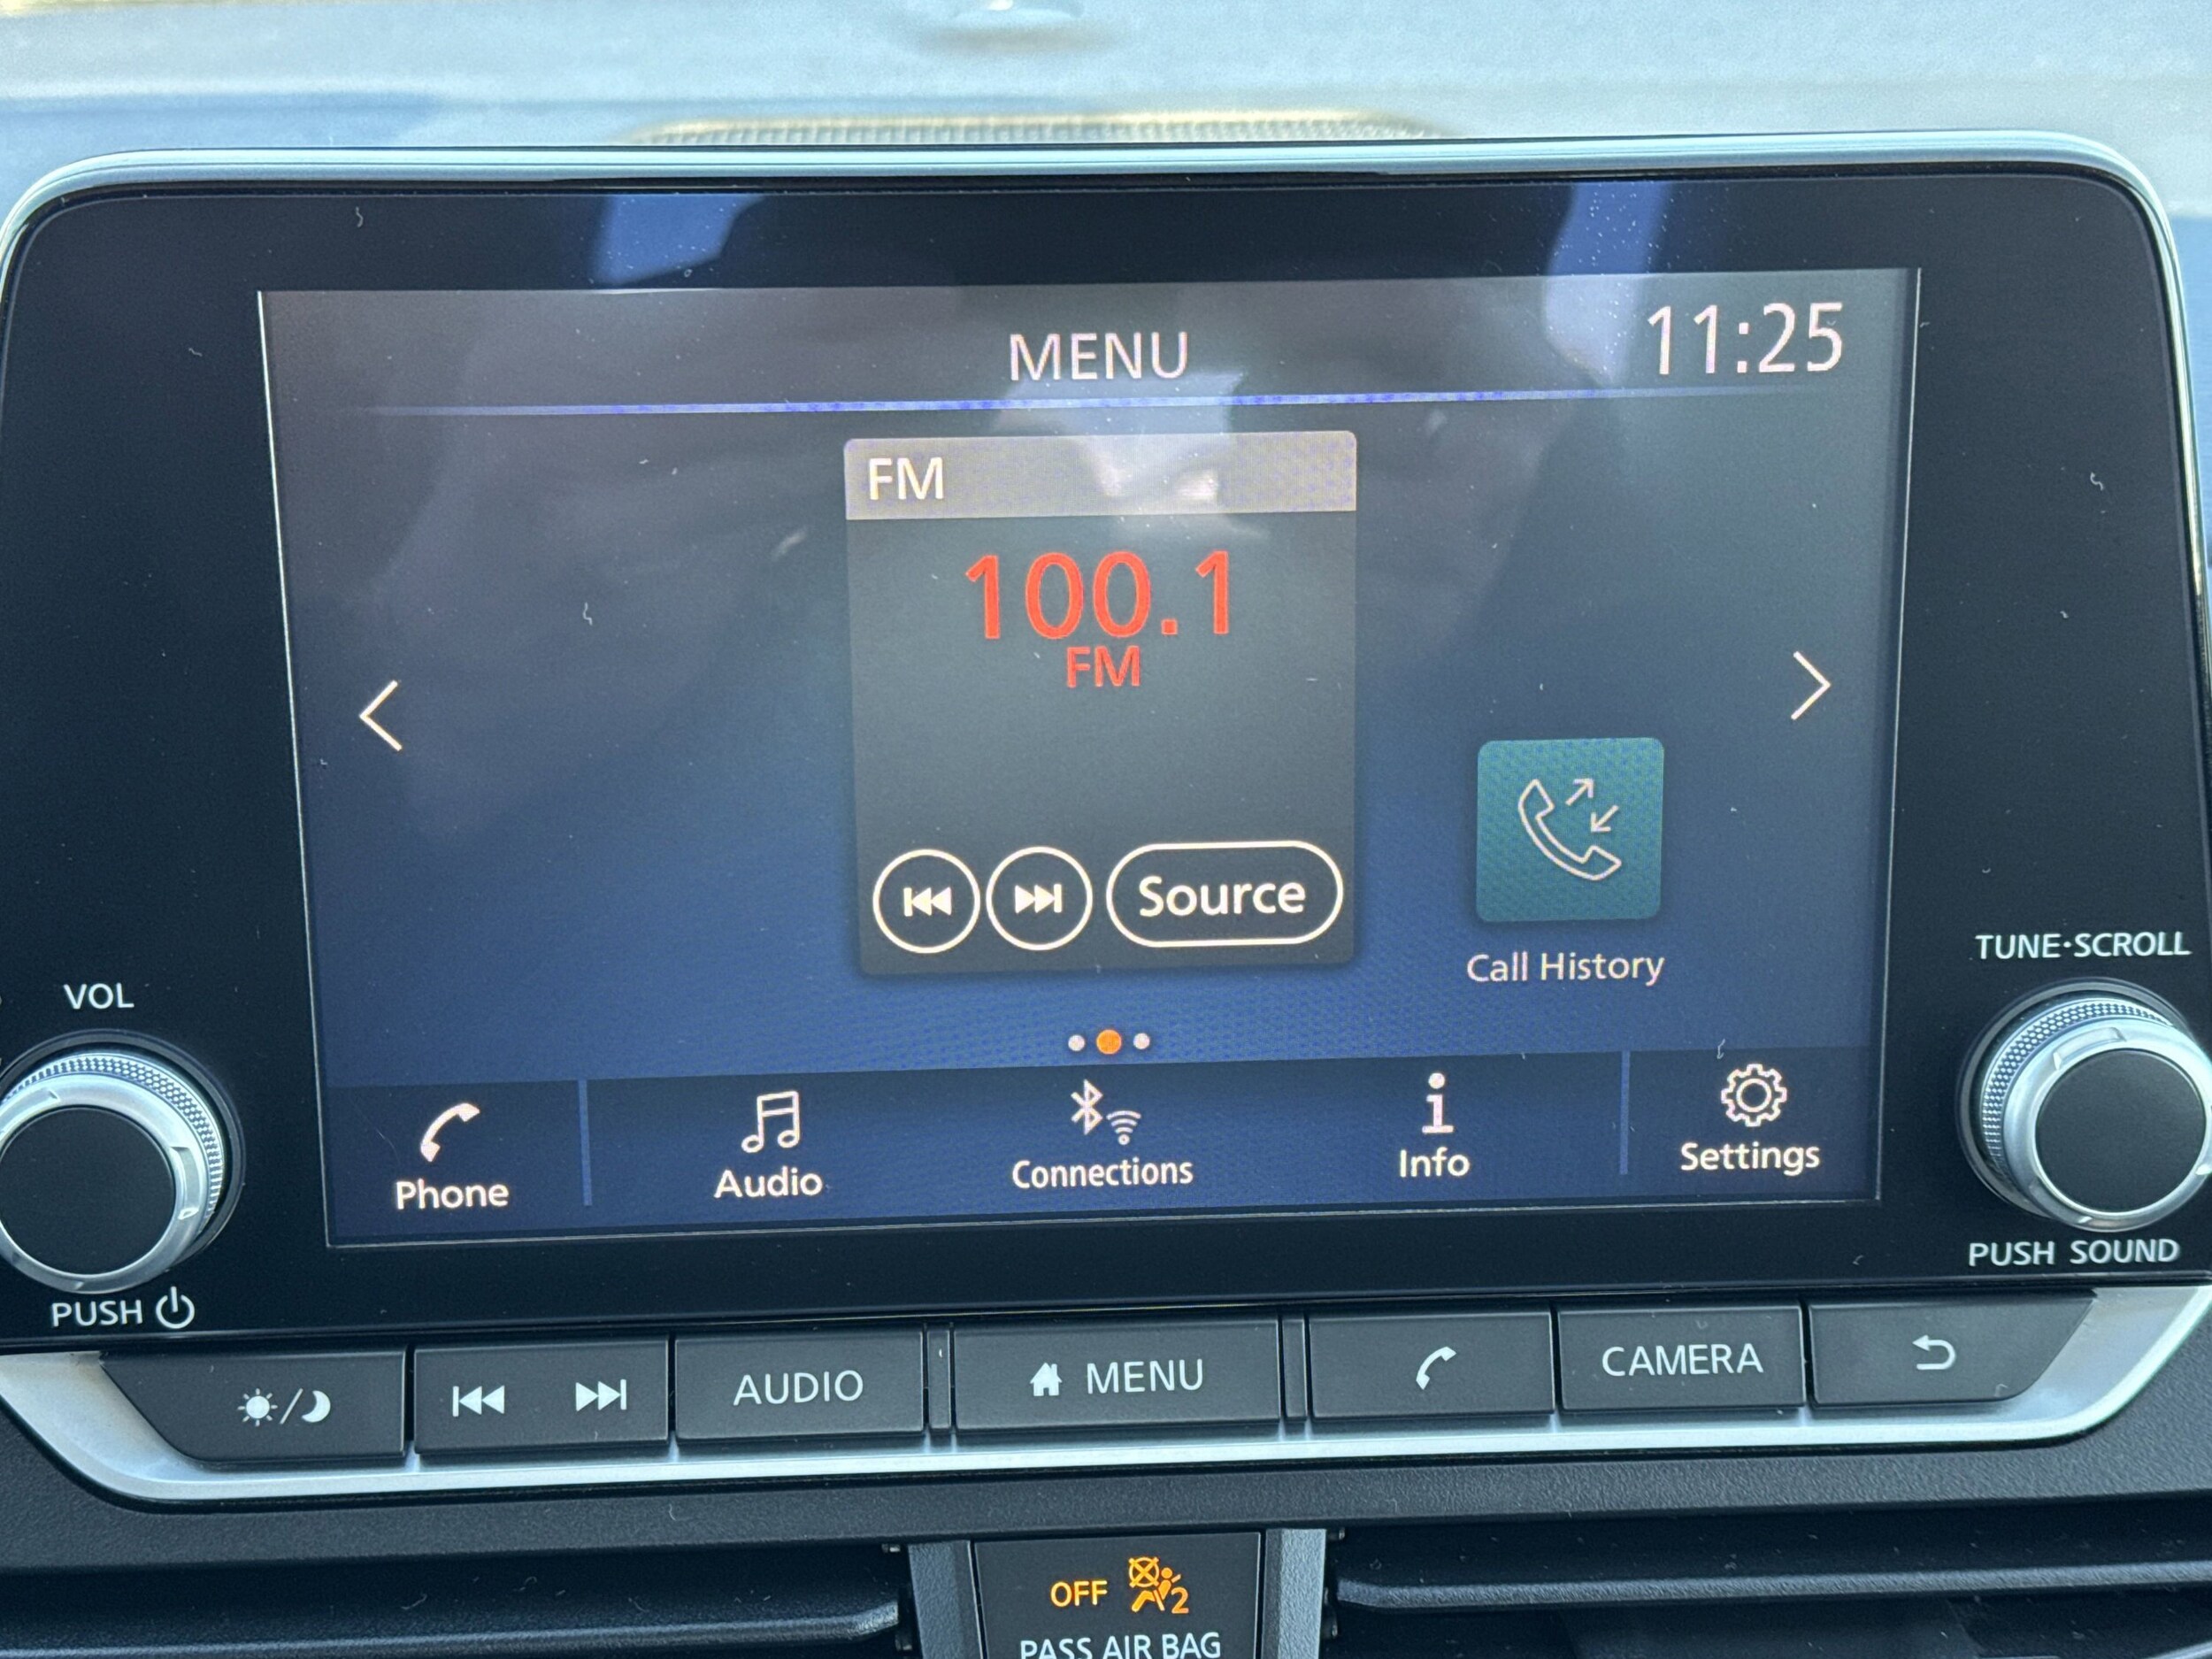 MENU
11:25
FM
100.1
FM
Source
Call History
VOL
TUNE·SCROLL
Phone
Audio
Connections
Info
Settings
PUSH
PUSH SOUND
AUDIO
MENU
CAMERA
OFF 2
PASS AIR BAG